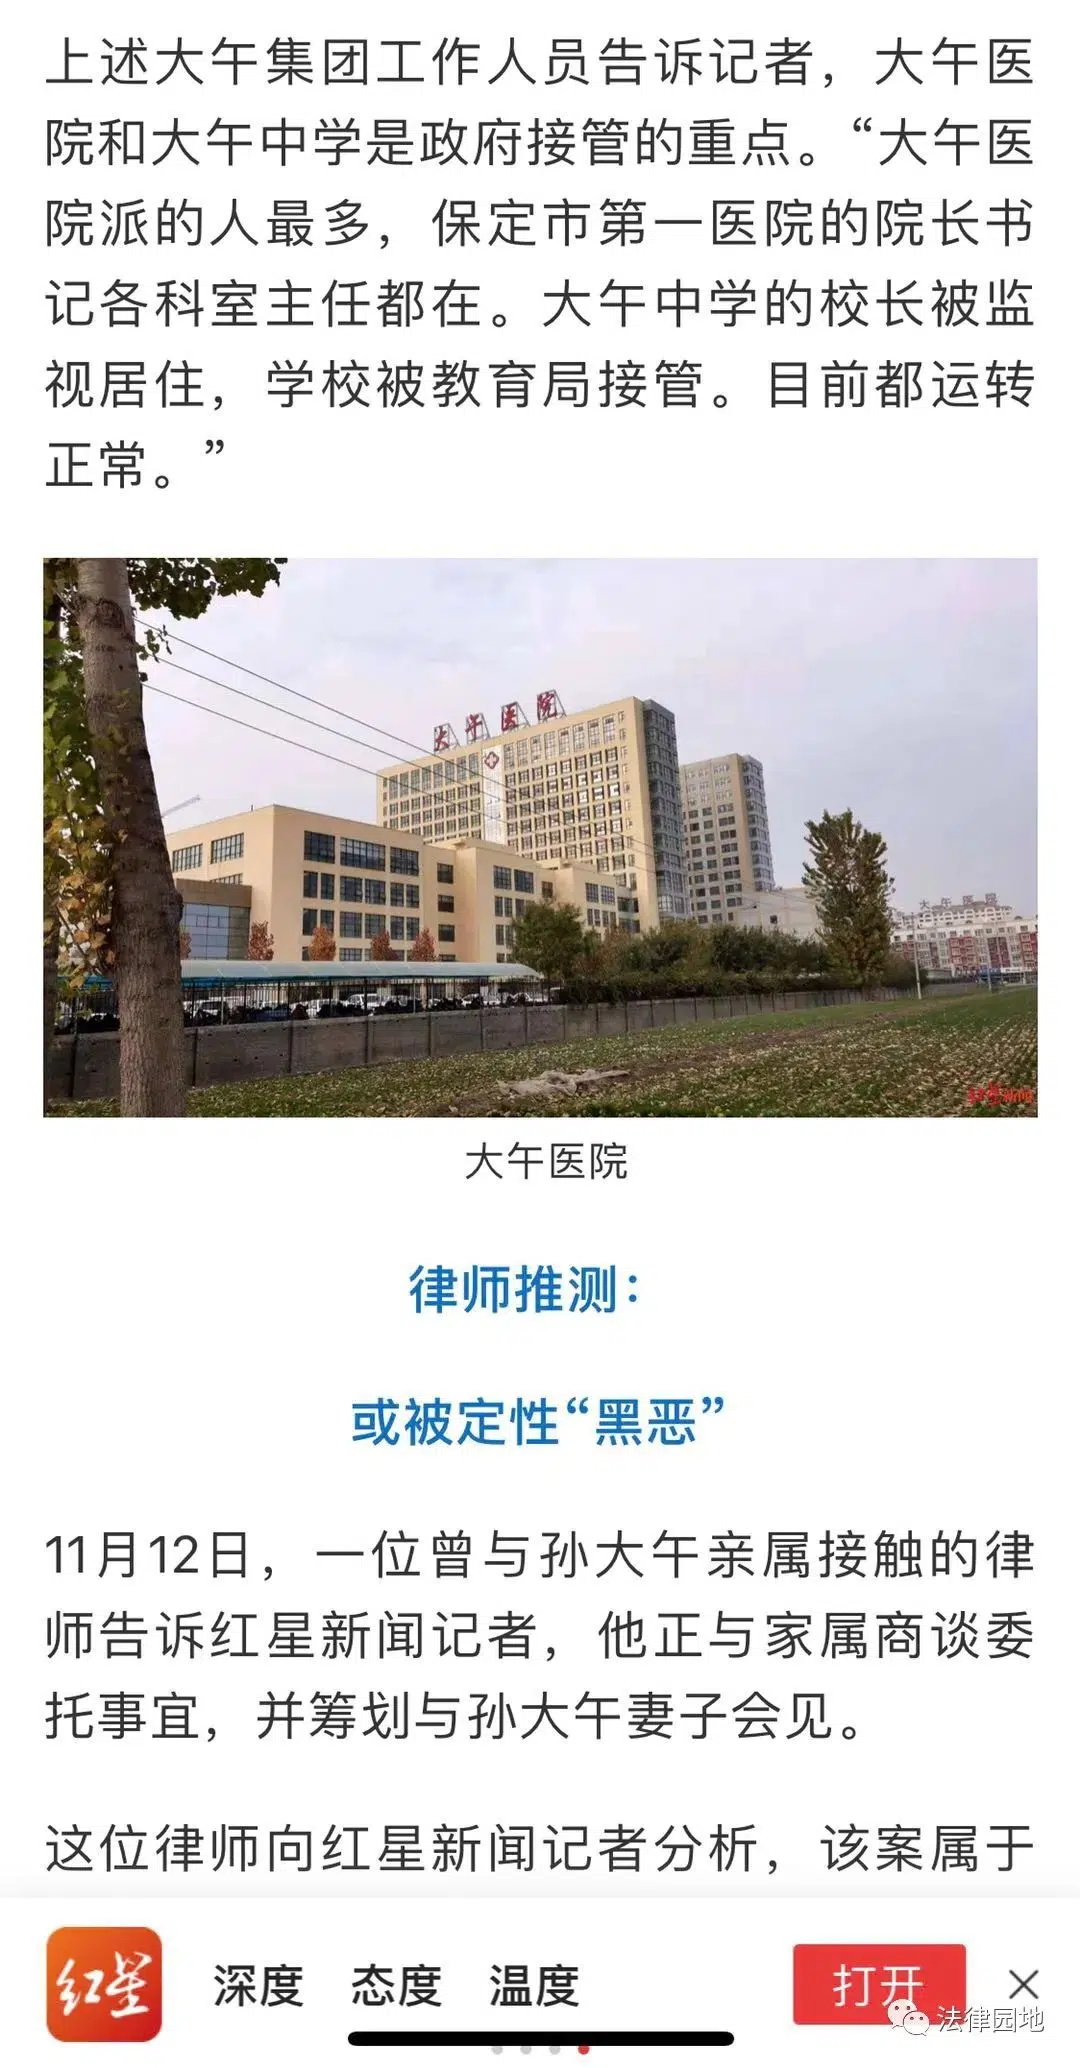 上述大午集团工作人员告诉记者，大午医
院和大午中学是政府接管的重点。“大午医
院派的人最多，保定市第一医院的院长书
记各科室主任都在。大午中学的校长被监
视居住，学校被教育局接管。目前都运转
正常。”
大午医院
大午医院
大午医院
律师推测：
或被定性“黑恶”
11月12日，一位曾与孙大午亲属接触的律
师告诉红星新闻记者，他正与家属商谈委
托事宜，并筹划与孙大午妻子会见。
这位律师向红星新闻记者分析，该案属于
红星 深度 态度 温度 打开
法律园地